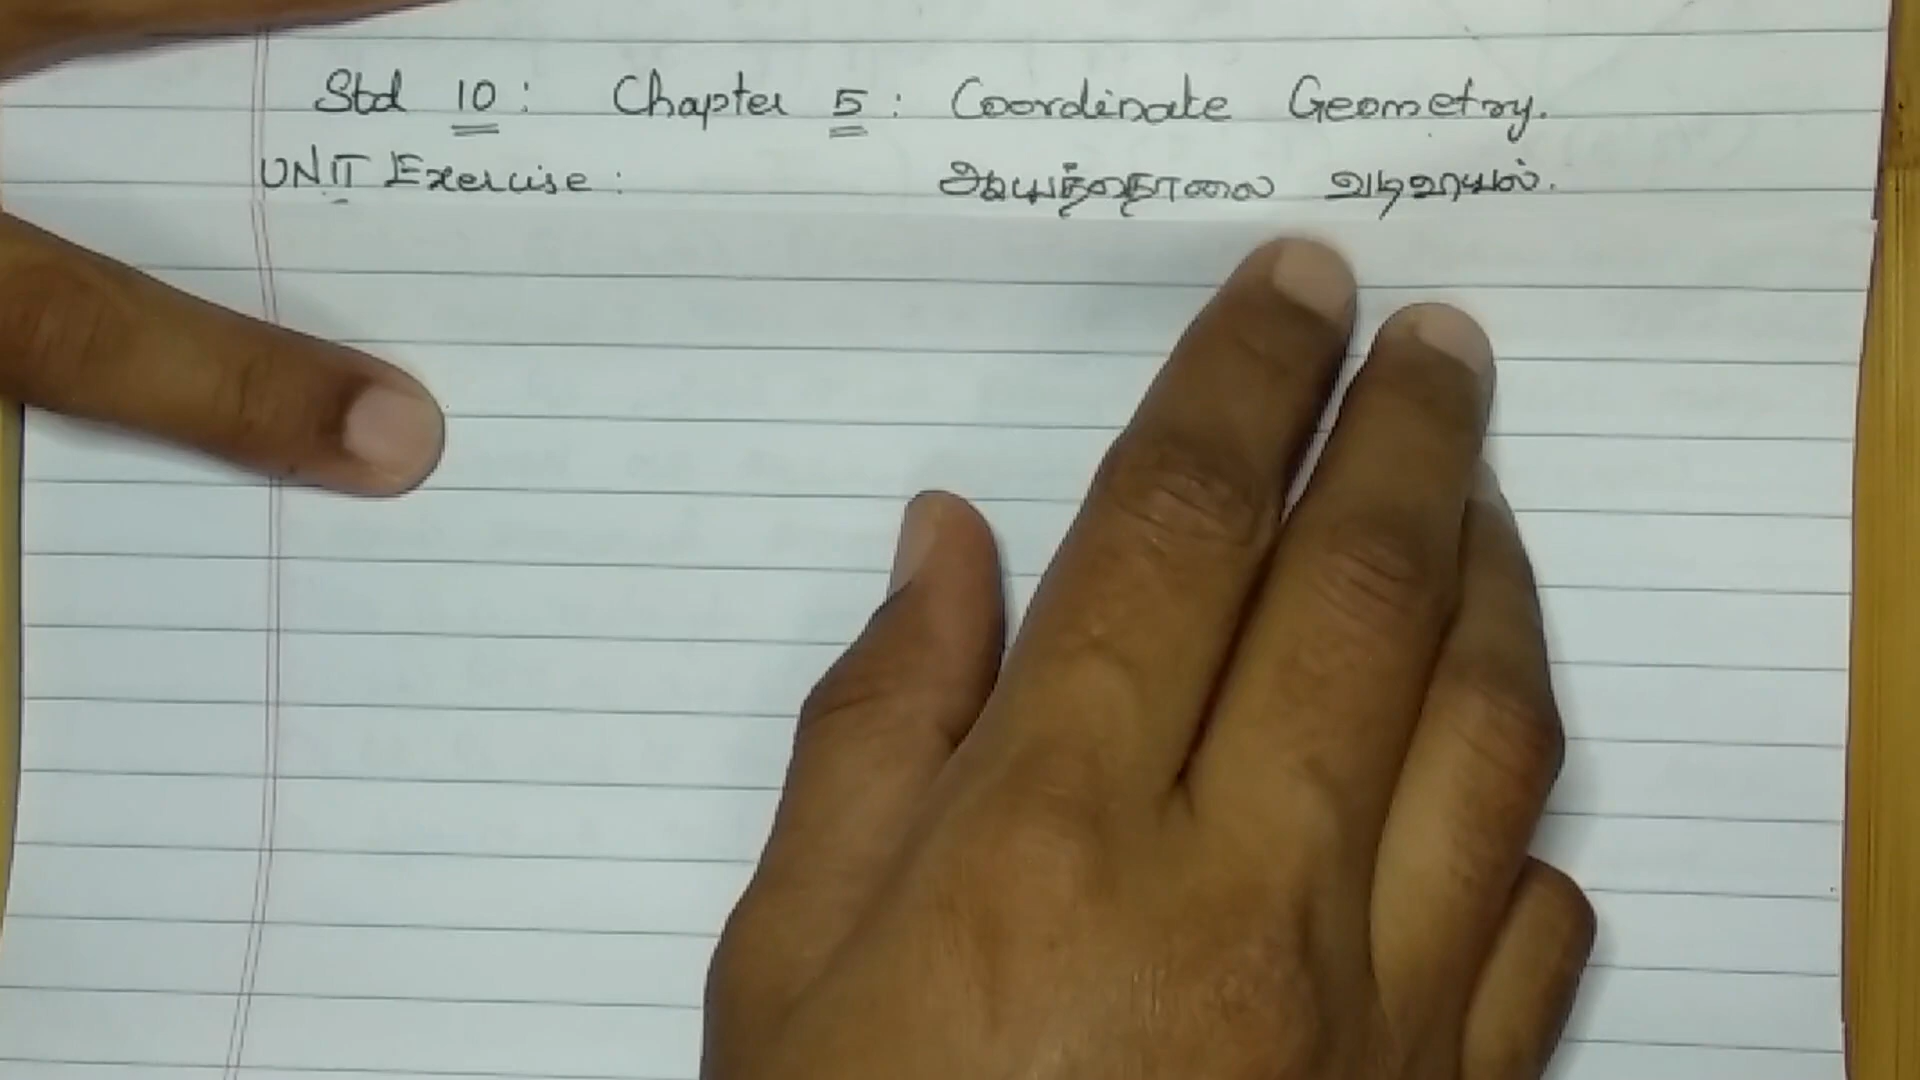 Std 10 : Chapter 5 : Coordinate Geometry.
UNIT Exercise : ஆயத்தொலை வடிவியல்.